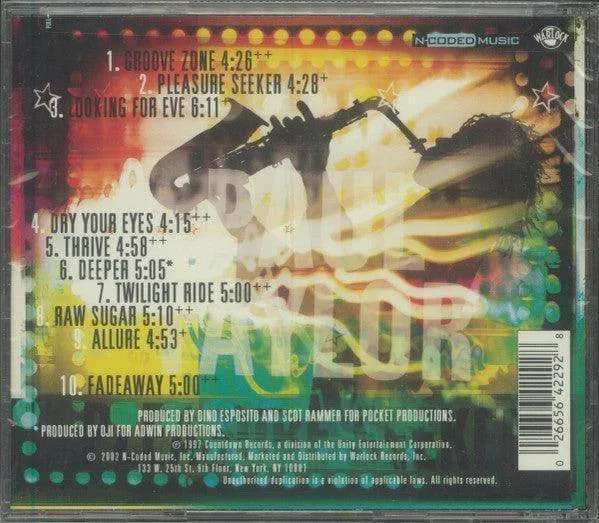 N-CODED MUSIC
WARLOCK
1. GROOVE ZONE 4:26++
2. PLEASURE SEEKER 4:28+
3. LOOKING FOR EVE 6:11+
PAUL
TAYLOR
4. DRY YOUR EYES 4:15++
5. THRIVE 4:58++
6. DEEPER 5:05*
7. TWILIGHT RIDE 5:00++
8. RAW SUGAR 5:10++
9. ALLURE 4:53+
10. FADEAWAY 5:00++
PRODUCED BY DINO ESPOSITO AND SCOT RAMMER FOR POCKET PRODUCTIONS.
* PRODUCED BY OJI FOR ADWIN PRODUCTIONS.
℗ 1997 Countdown Records, a division of the Unity Entertainment Corporation.
© 2002 N-Coded Music, Inc. Manufactured, Marketed and Distributed by Warlock Records, Inc.
133 W. 25th St. 9th Floor, New York, NY 10001
Unauthorized duplication is a violation of applicable laws. All rights reserved.
0 26656 42292 8